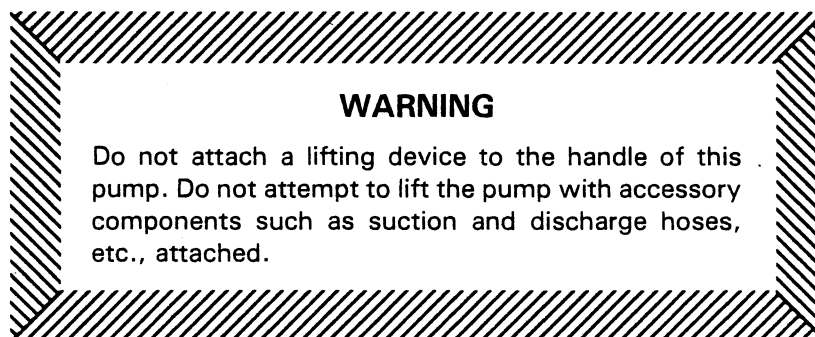 WARNING
Do not attach a lifting device to the handle of this
pump. Do not attempt to lift the pump with accessory
components such as suction and discharge hoses,
etc., attached.